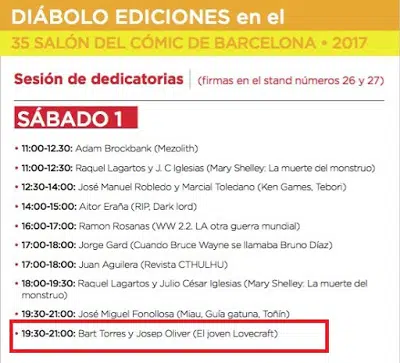 DIÁBOLO EDICIONES en el
35 SALÓN DEL CÓMIC DE BARCELONA • 2017
Sesión de dedicatorias (firmas en el stand números 26 y 27)
SÁBADO 1
• 11:00-12.30: Adam Brockbank (Mezolith)
• 11:00-12:30: Raquel Lagartos y J. C Iglesias (Mary Shelley: La muerte del monstruo)
• 12:30-14:00: José Manuel Robledo y Marcial Toledano (Ken Games, Tebori)
• 14:00-15:00: Aitor Eraña (RIP, Dark lord)
• 16:00-17:00: Ramon Rosanas (WW 2.2. LA otra guerra mundial)
• 17:00-18:00: Jorge Gard (Cuando Bruce Wayne se llamaba Bruno Díaz)
• 17:00-18:00: Juan Aguilera (Revista CTHULHU)
• 18:00-19:30: Raquel Lagartos y Julio César Iglesias (Mary Shelley: La muerte del
monstruo)
• 19:30-21:00: José Miguel Fonollosa (Miau, Guía gatuna, Toñín)
• 19:30-21:00: Bart Torres y Josep Oliver (El joven Lovecraft)